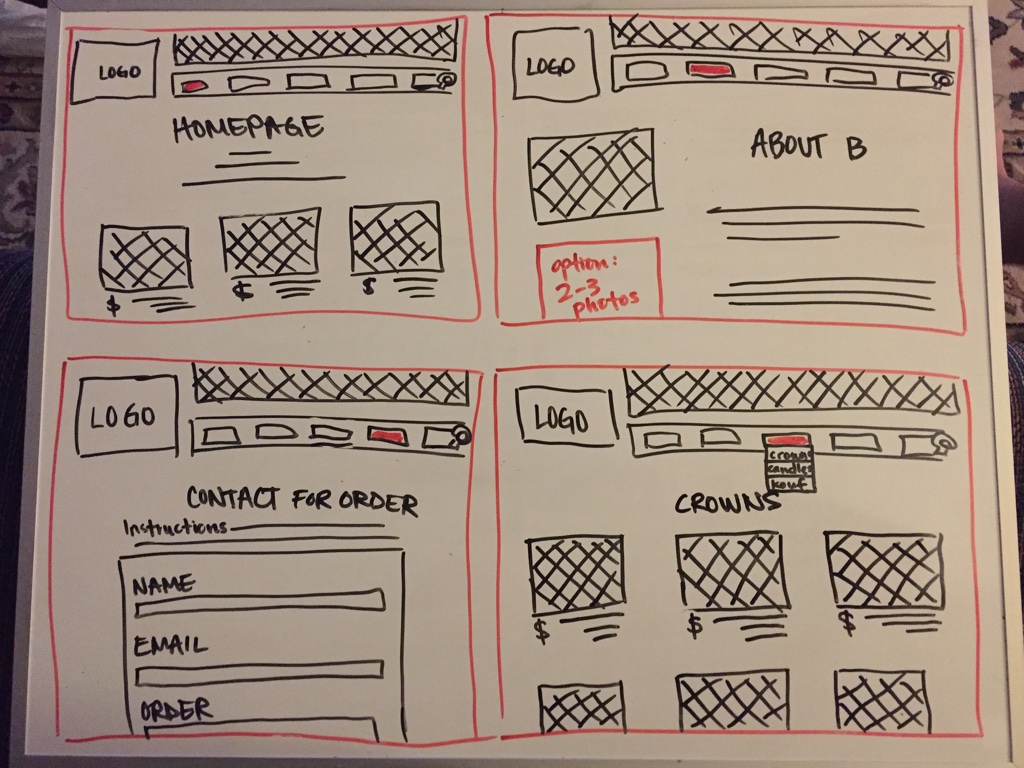 LOGO
HOMEPAGE
$
$
$
LOGO
ABOUT B
option:
2-3
photos
LOGO
CONTACT FOR ORDER
Instructions
NAME
EMAIL
ORDER
LOGO
crowns
candles
kouf
CROWNS
$
$
$